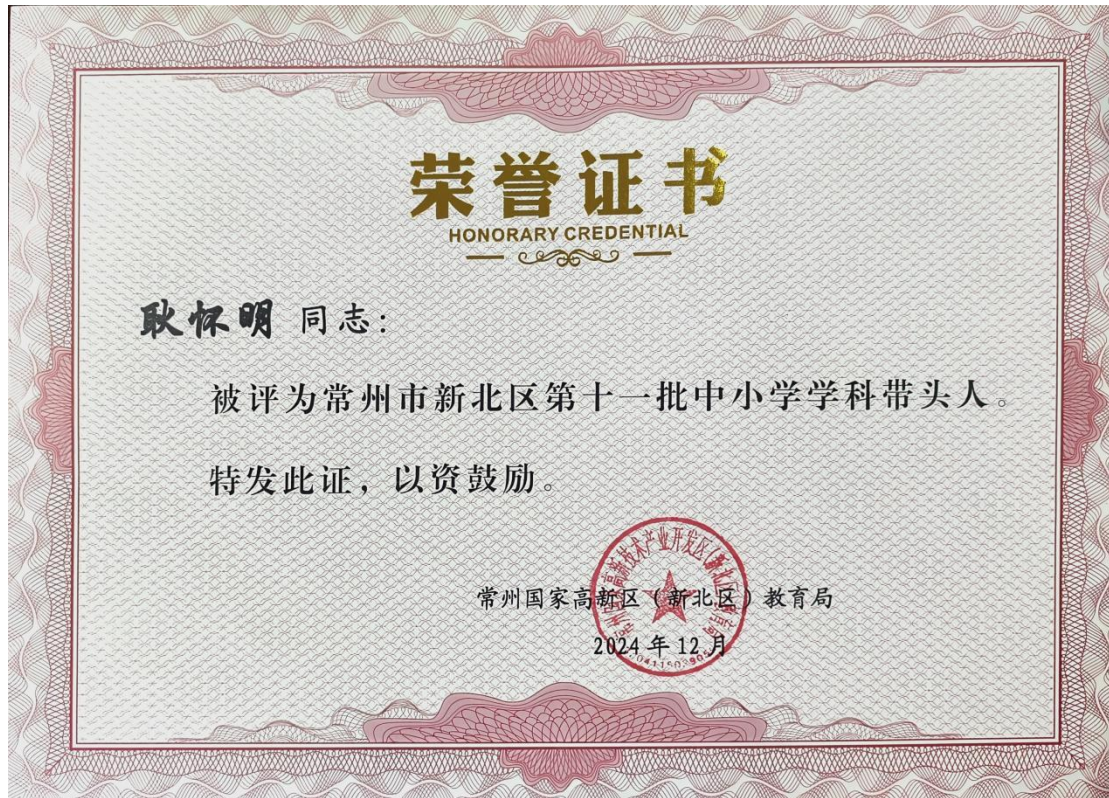 荣誉证书
HONORARY CREDENTIAL
耿怀明 同志：
被评为常州市新北区第十一批中小学学科带头人。
特发此证，以资鼓励。
常州国家高新区（新北区）教育局
2024年12月